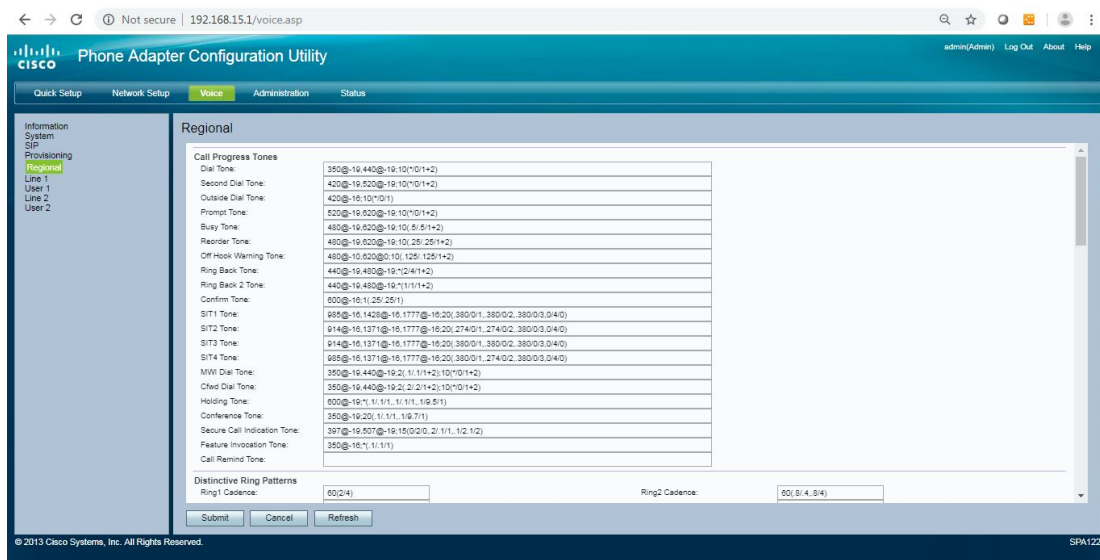 Not secure | 192.168.15.1/voice.asp
cisco Phone Adapter Configuration Utility
admin(Admin) Log Out About Help
Quick Setup Network Setup Voice Administration Status
Information
System
SIP
Provisioning
Regional
Line 1
User 1
Line 2
User 2
Regional
Call Progress Tones
Dial Tone: 350@-19,440@-19;10(*/0/1+2)
Second Dial Tone: 420@-19,520@-19;10(*/0/1+2)
Outside Dial Tone: 420@-16;10(*/0/1)
Prompt Tone: 520@-19,620@-19;10(*/0/1+2)
Busy Tone: 480@-19,620@-19;10(.5/.5/1+2)
Reorder Tone: 480@-19,620@-19;10(.25/.25/1+2)
Off Hook Warning Tone: 480@-10,620@0;10(.125/.125/1+2)
Ring Back Tone: 440@-19,480@-19;*(2/4/1+2)
Ring Back 2 Tone: 440@-19,480@-19;*(1/1/1+2)
Confirm Tone: 600@-16;1(.25/.25/1)
SIT1 Tone: 985@-16,1428@-16,1777@-16;20(.380/0/1,.380/0/2,.380/0/3,0/4/0)
SIT2 Tone: 914@-16,1371@-16,1777@-16;20(.274/0/1,.274/0/2,.380/0/3,0/4/0)
SIT3 Tone: 914@-16,1371@-16,1777@-16;20(.380/0/1,.380/0/2,.380/0/3,0/4/0)
SIT4 Tone: 985@-16,1371@-16,1777@-16;20(.380/0/1,.274/0/2,.380/0/3,0/4/0)
MWI Dial Tone: 350@-19,440@-19;2(.1/.1/1+2);10(*/0/1+2)
Cfwd Dial Tone: 350@-19,440@-19;2(.2/.2/1+2);10(*/0/1+2)
Holding Tone: 600@-19;*(.1/.1/1,.1/.1/1,.1/9.5/1)
Conference Tone: 350@-19;20(.1/.1/1,.1/9.7/1)
Secure Call Indication Tone: 397@-19,507@-19;15(0/2/0,.2/.1/1,.1/2.1/2)
Feature Invocation Tone: 350@-16;*(.1/.1/1)
Call Remind Tone:
Distinctive Ring Patterns
Ring1 Cadence: 60(2/4) Ring2 Cadence: 60(.8/.4,.8/4)
Submit Cancel Refresh
© 2013 Cisco Systems, Inc. All Rights Reserved. SPA122